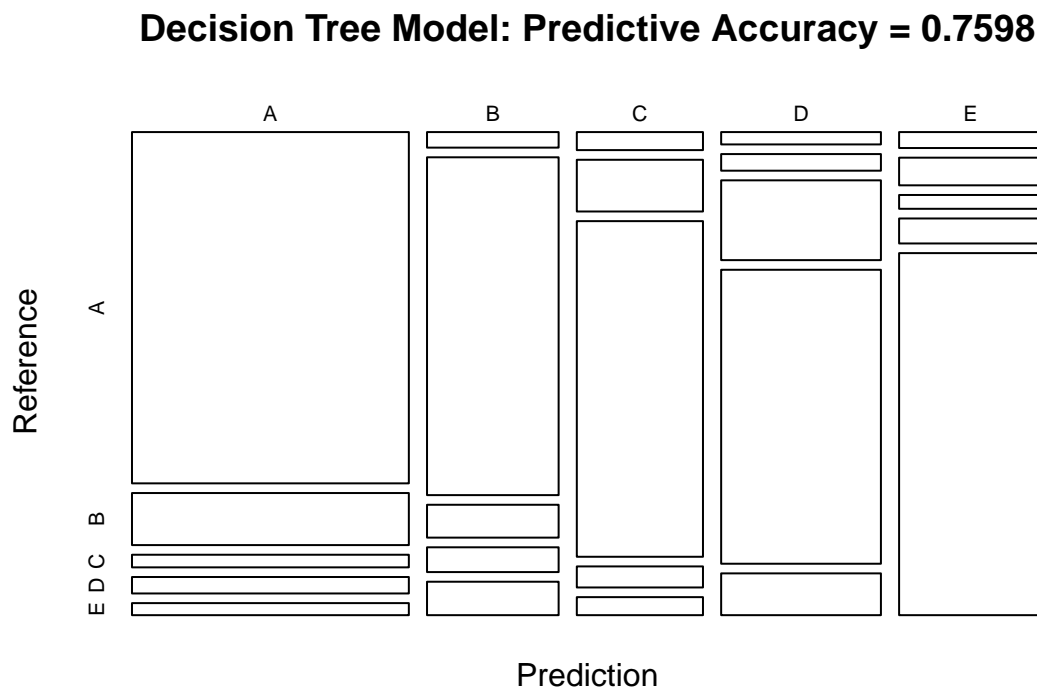 Decision Tree Model: Predictive Accuracy = 0.7598
A B C D E
Reference
A
B
C
D
E
Prediction